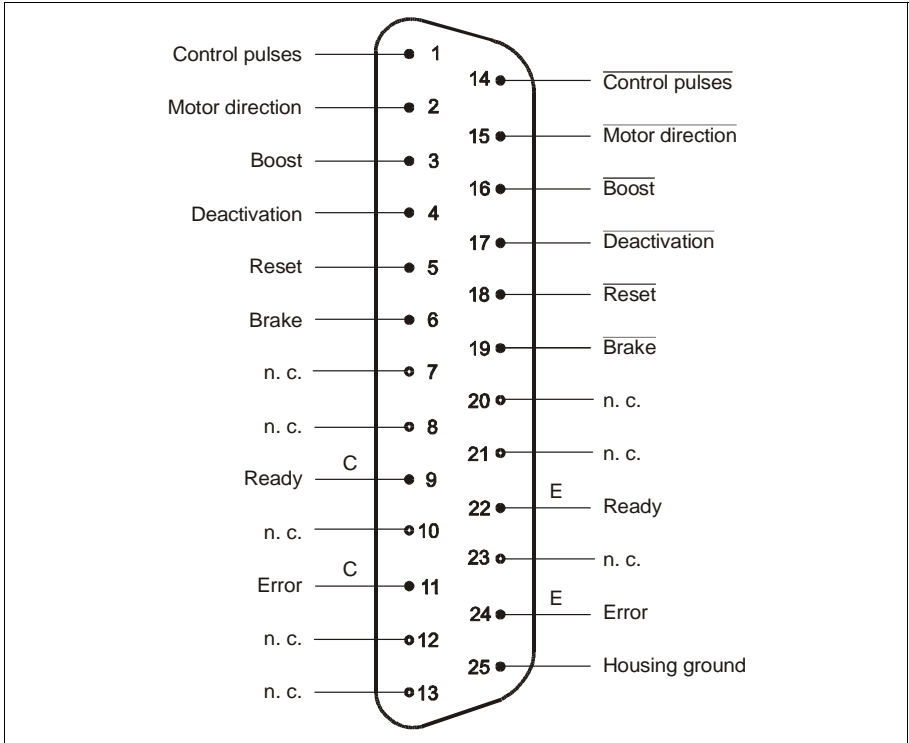 Control pulses 1
14 Control pulses
Motor direction 2
15 Motor direction
Boost 3
16 Boost
Deactivation 4
17 Deactivation
Reset 5
18 Reset
Brake 6
19 Brake
n. c. 7
20 n. c.
n. c. 8
21 n. c.
Ready C 9
22 E Ready
n. c. 10
23 n. c.
Error C 11
24 E Error
n. c. 12
25 Housing ground
n. c. 13